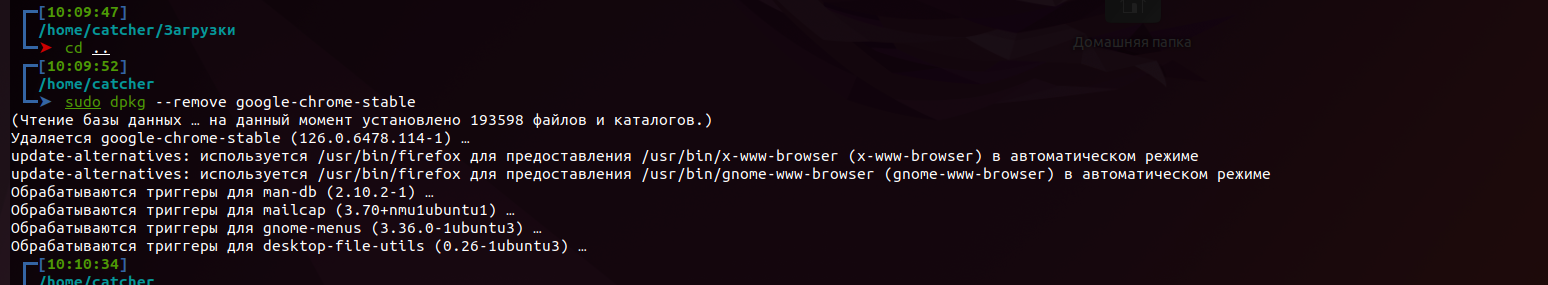 [10:09:47]
/home/catcher/Загрузки
cd ..
Домашняя папка
[10:09:52]
/home/catcher
sudo dpkg --remove google-chrome-stable
(Чтение базы данных … на данный момент установлено 193598 файлов и каталогов.)
Удаляется google-chrome-stable (126.0.6478.114-1) …
update-alternatives: используется /usr/bin/firefox для предоставления /usr/bin/x-www-browser (x-www-browser) в автоматическом режиме
update-alternatives: используется /usr/bin/firefox для предоставления /usr/bin/gnome-www-browser (gnome-www-browser) в автоматическом режиме
Обрабатываются триггеры для man-db (2.10.2-1) …
Обрабатываются триггеры для mailcap (3.70+nmu1ubuntu1) …
Обрабатываются триггеры для gnome-menus (3.36.0-1ubuntu3) …
Обрабатываются триггеры для desktop-file-utils (0.26-1ubuntu3) …
[10:10:34]
/home/catcher